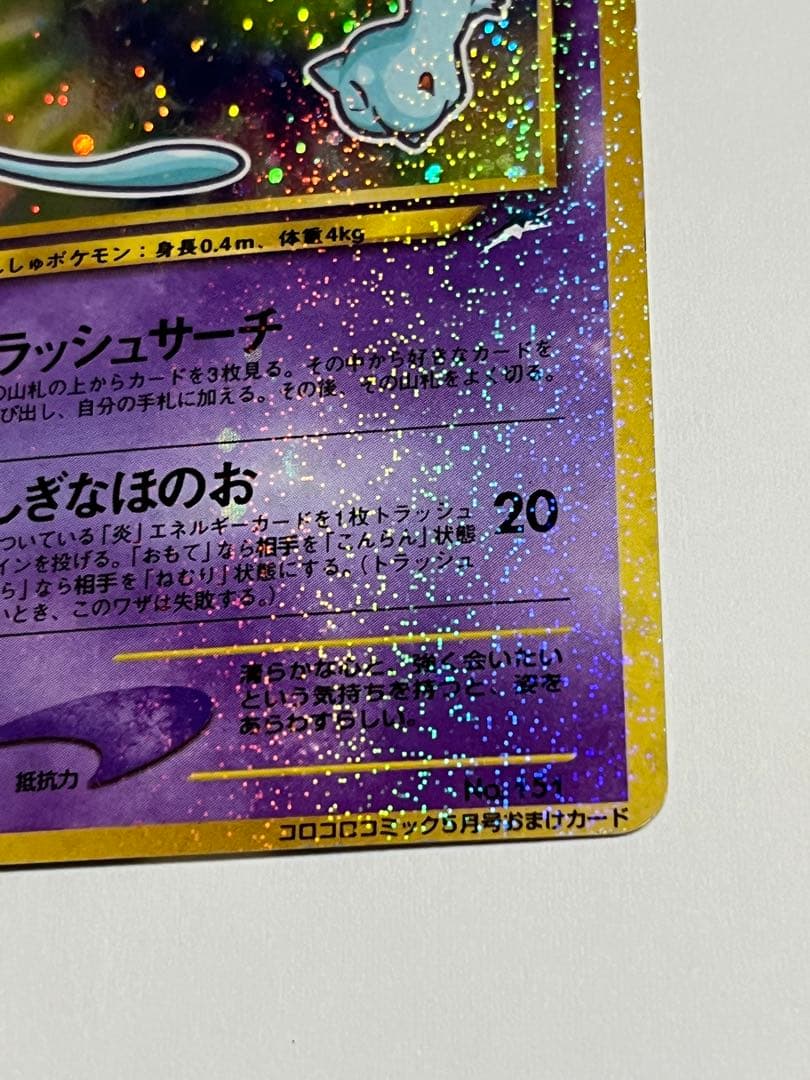 しゅポケモン：身長0.4m、体重4kg
ラッシュサーチ
の山札の上からカードを3枚見る。その中から好きなカードを
び出し、自分の手札に加える。その後、その山札をよく切る。
しぎなほのお
20
ついている「炎」エネルギーカードを1枚トラッシュ
インを投げる。「おもて」なら相手を「こんらん」状態
ら」なら相手を「ねむり」状態にする。(トラッシュ
いとき、このワザは失敗する。)
清らかな心と、強く会いたい
という気持ちを持つと、姿を
あらわすらしい。
抵抗力
No.151
コロコロコミック5月号おまけカード